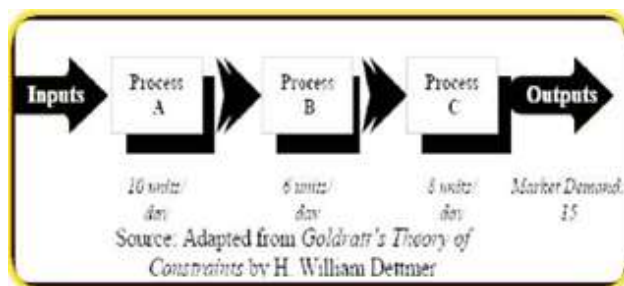 Inputs
Process
A
Process
B
Process
C
Outputs
10 units/
day
6 units/
day
8 units/
day
Market Demand:
15
Source: Adapted from Goldratt's Theory of
Constraints by H. William Dettmer